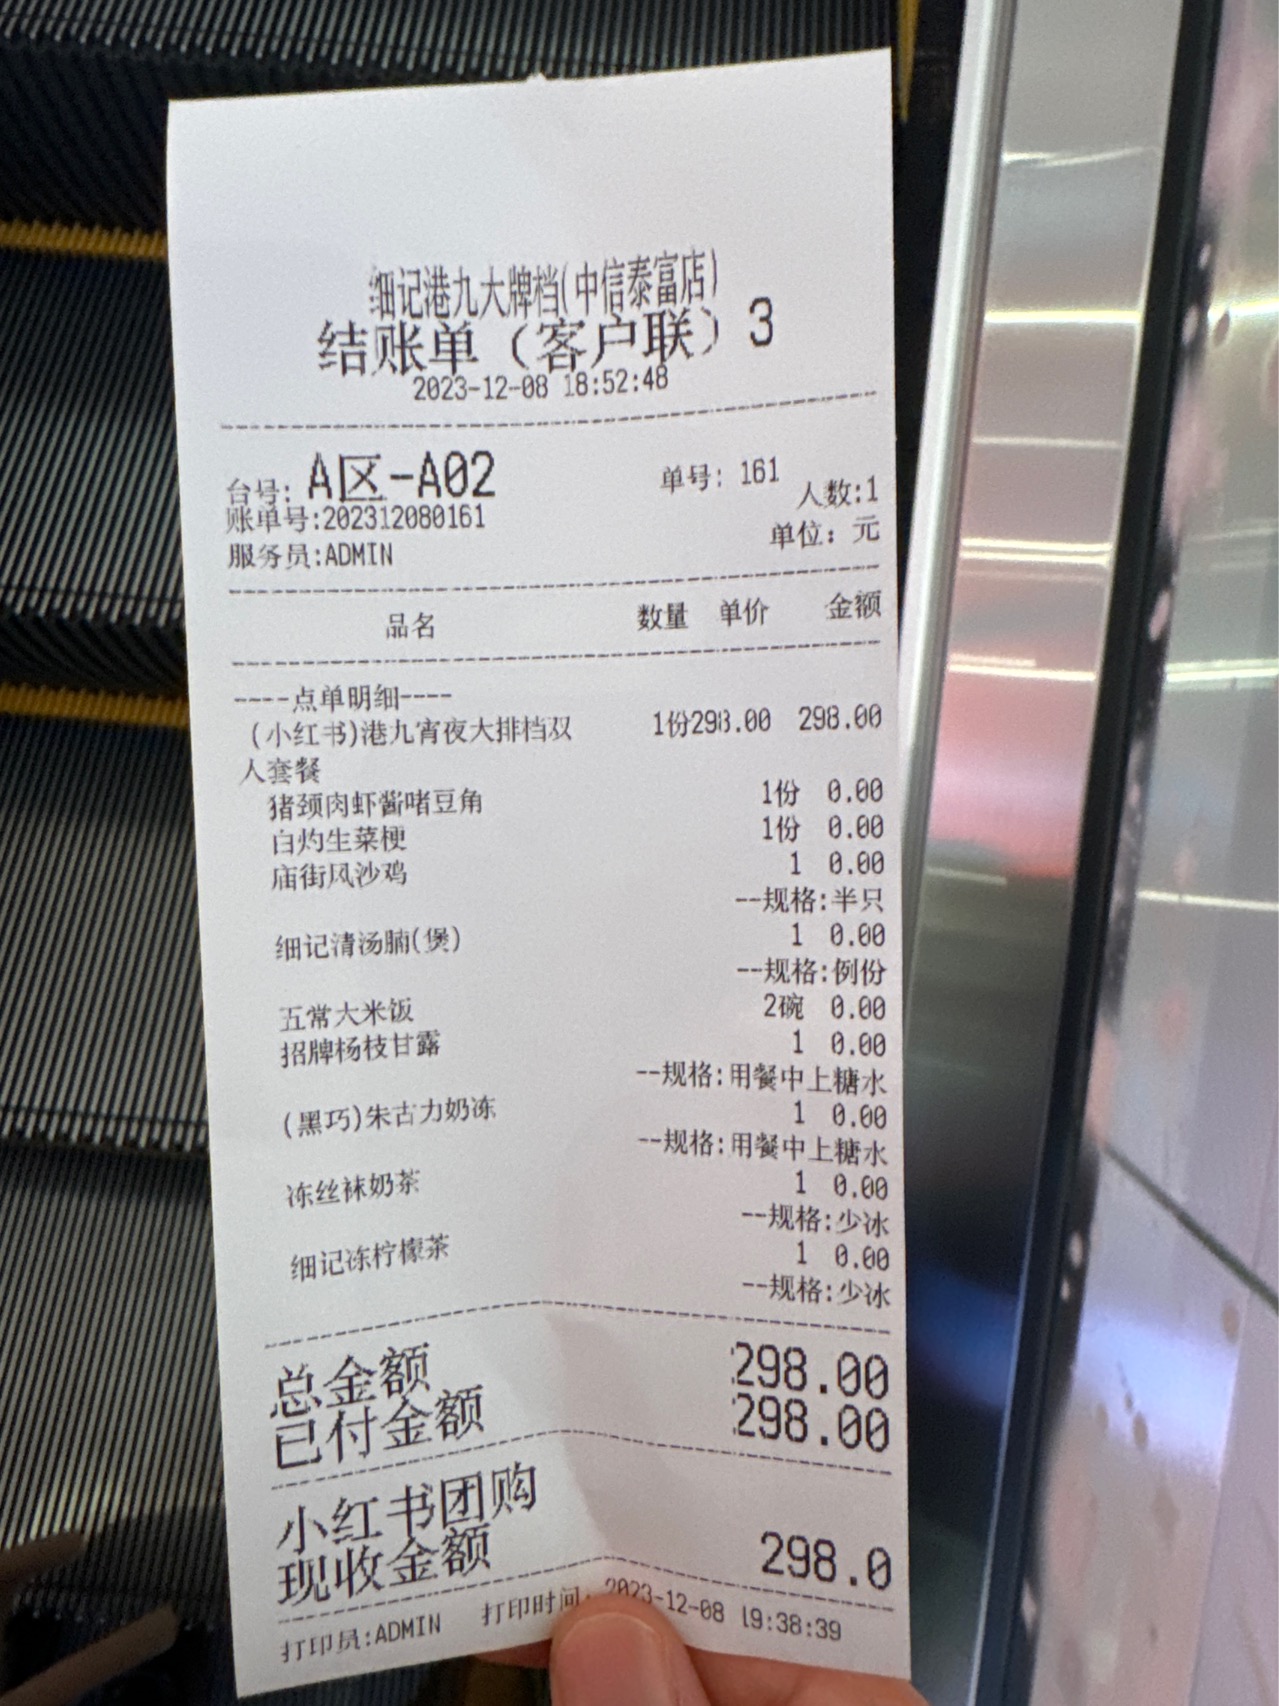 细记港九大牌档(中信泰富店)
结账单（客户联）3
2023-12-08 18:52:48
台号: A区-A02 单号: 161
账单号:202312080161 人数:1
服务员:ADMIN 单位: 元
品名 数量 单价 金额
----点单明细----
(小红书)港九宵夜大排档双 1份298.00 298.00
人套餐
猪颈肉虾酱啫豆角 1份 0.00
白灼生菜梗 1份 0.00
庙街风沙鸡 1 0.00
--规格:半只
细记清汤腩(煲) 1 0.00
--规格:例份
五常大米饭 2碗 0.00
招牌杨枝甘露 1 0.00
--规格:用餐中上糖水
(黑巧)朱古力奶冻 1 0.00
--规格:用餐中上糖水
冻丝袜奶茶 1 0.00
--规格:少冰
细记冻柠檬茶 1 0.00
--规格:少冰
总金额 298.00
已付金额 298.00
小红书团购
现收金额 298.0
打印员:ADMIN 打印时间: 2023-12-08 19:38:39